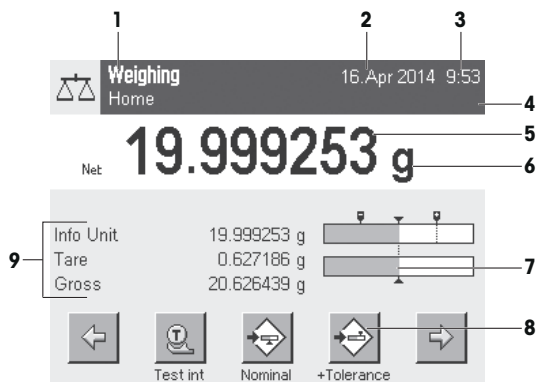 1 2 3
Weighing 16.Apr 2014 9:53
Home
4
5
Net 19.999253 g
6
Info Unit 19.999253 g
9 Tare 0.627186 g 7
Gross 20.626439 g
T
8
Test int Nominal +Tolerance